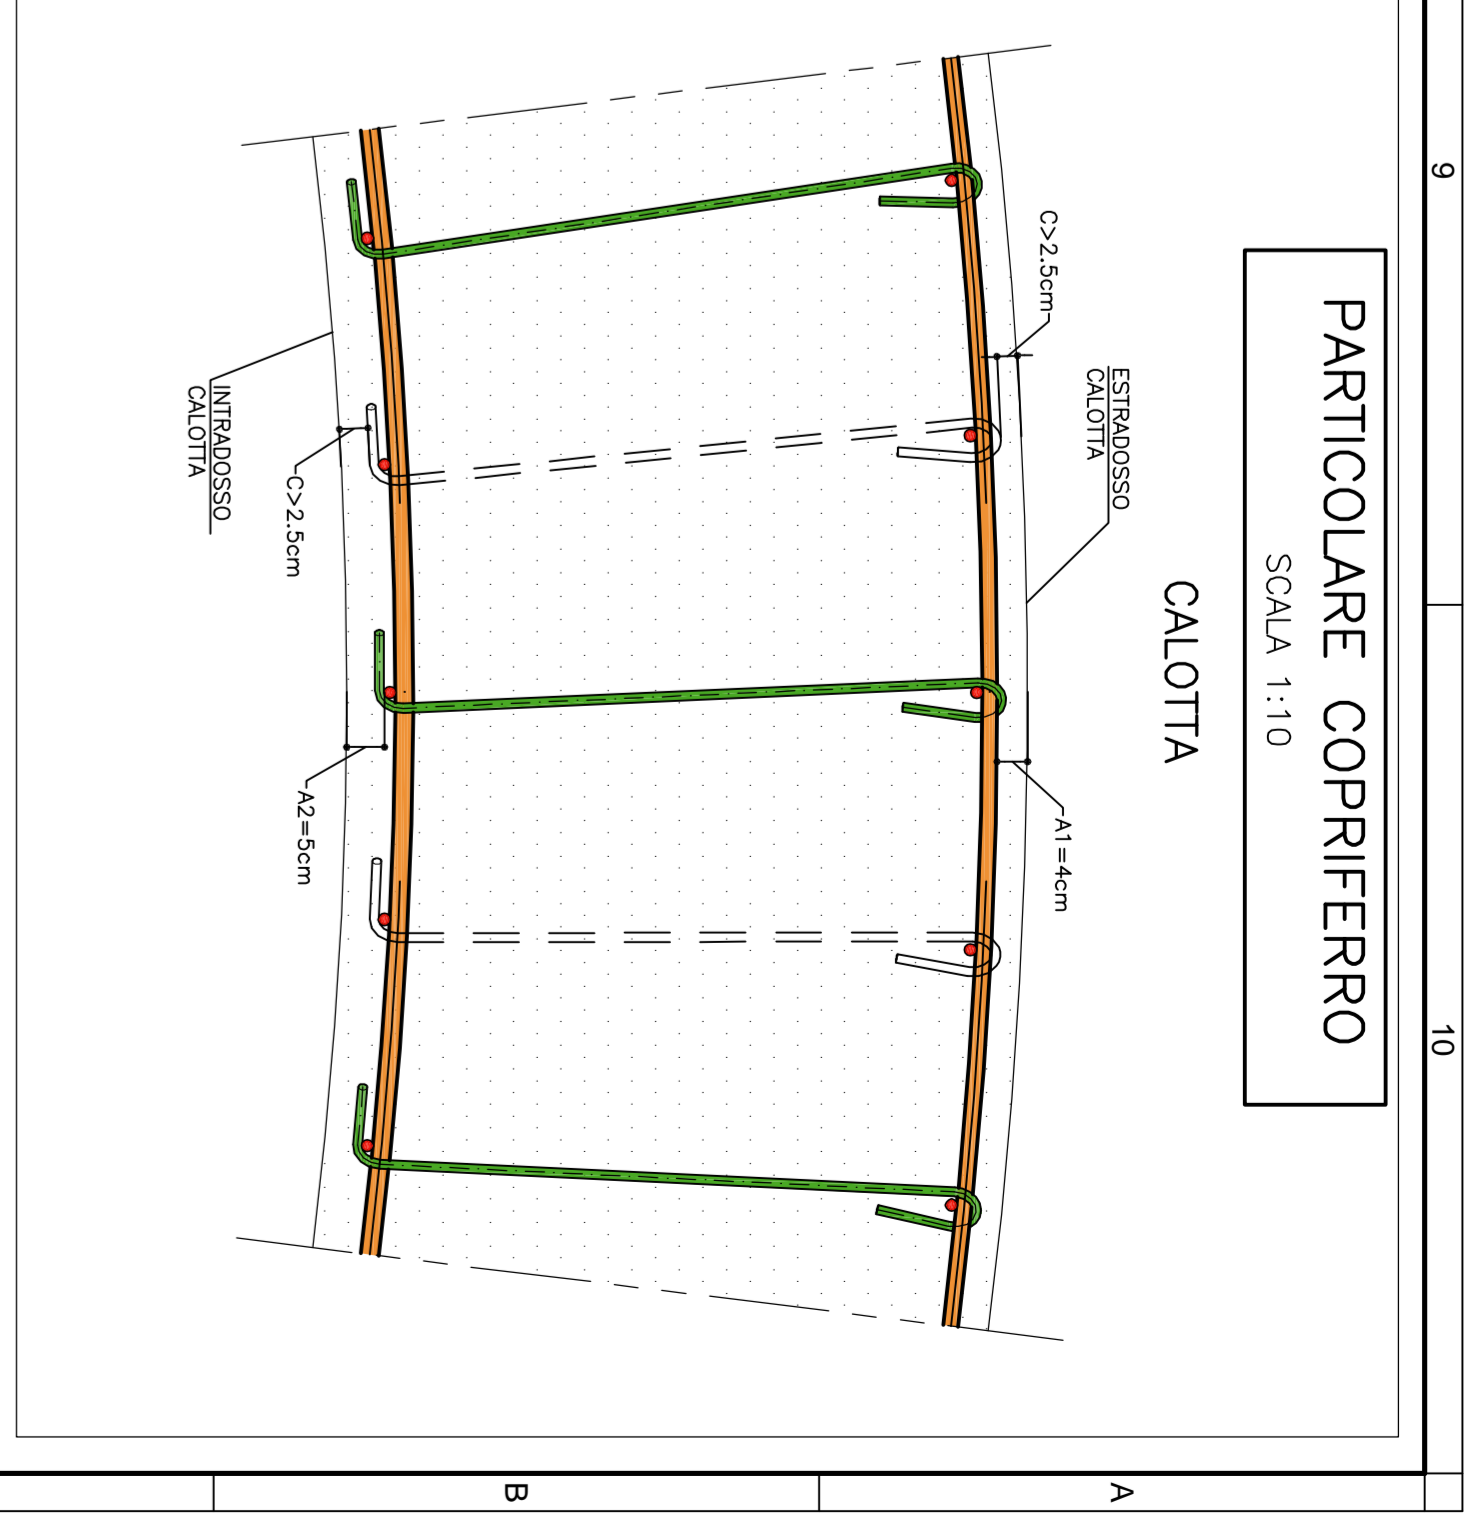 9
10
PARTICOLARE COPRIFERRO
SCALA 1:10
CALOTTA
ESTRADOSSO
CALOTTA
C>2.5cm
A1=4cm
A2=5cm
C>2.5cm
INTRADOSSO
CALOTTA
A
B